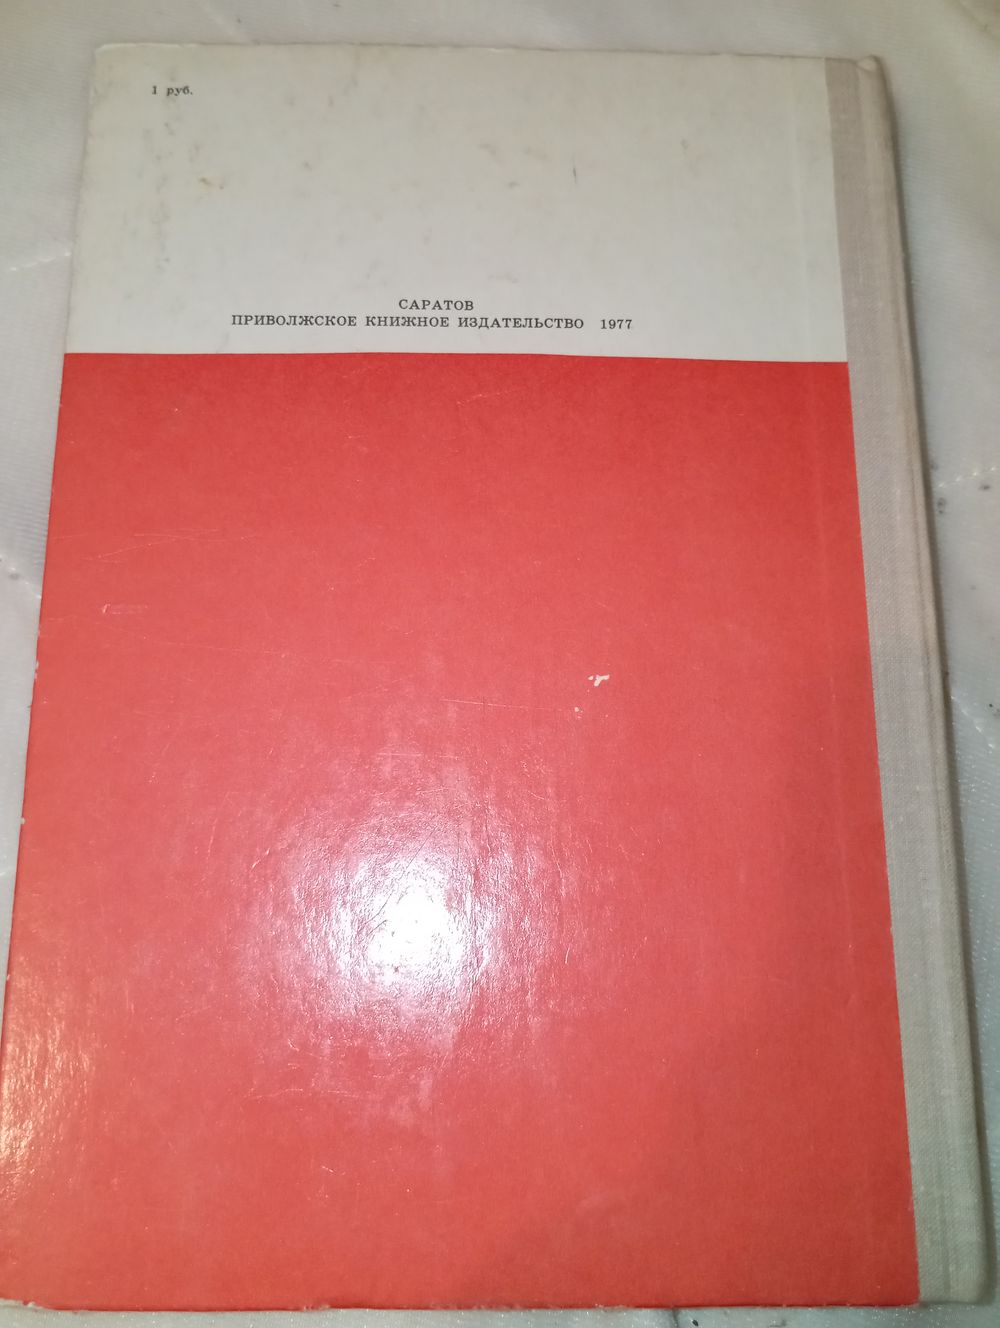 1 руб.
САРАТОВ
ПРИВОЛЖСКОЕ КНИЖНОЕ ИЗДАТЕЛЬСТВО 1977